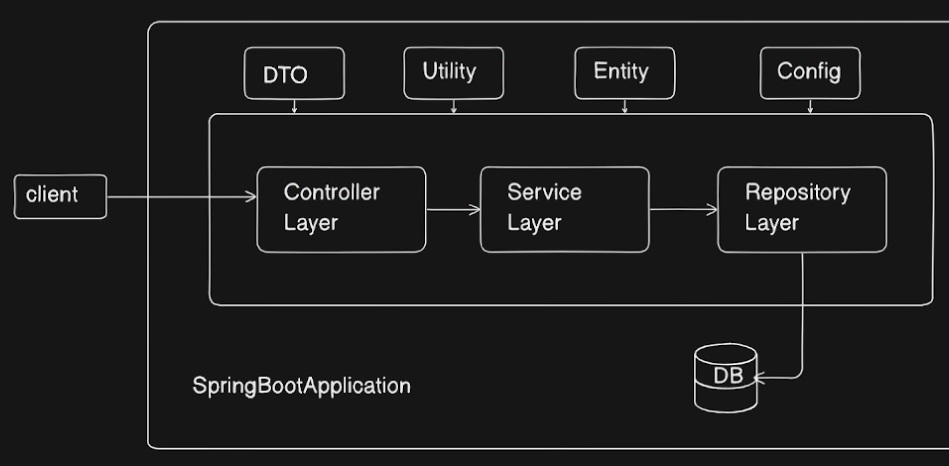 DTO
Utility
Entity
Config
client
Controller
Layer
Service
Layer
Repository
Layer
DB
SpringBootApplication